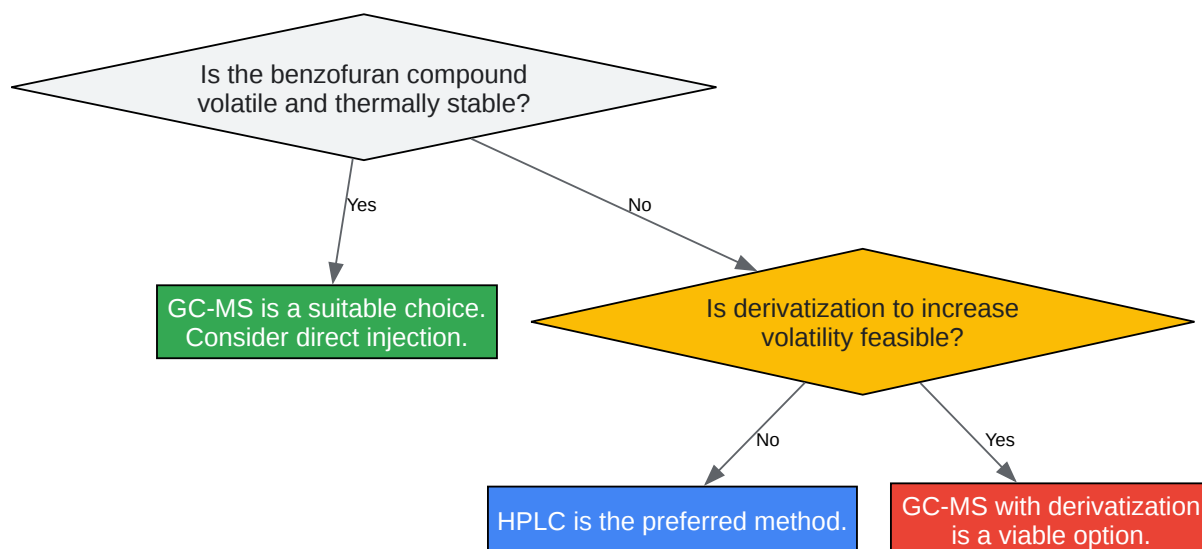 Is the benzofuran compound
volatile and thermally stable?
Yes
No
GC-MS is a suitable choice.
Consider direct injection.
Is derivatization to increase
volatility feasible?
No
Yes
HPLC is the preferred method.
GC-MS with derivatization
is a viable option.